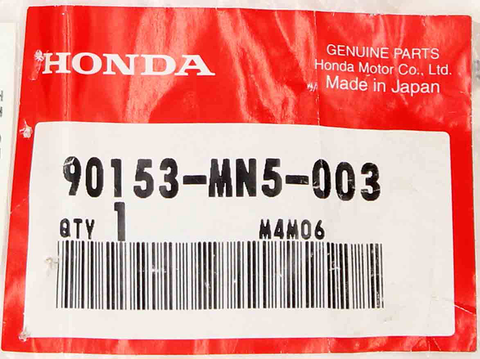 HONDA
GENUINE PARTS
Honda Motor Co., Ltd.
Made in Japan
90153-MN5-003
QTY 1 M4M06